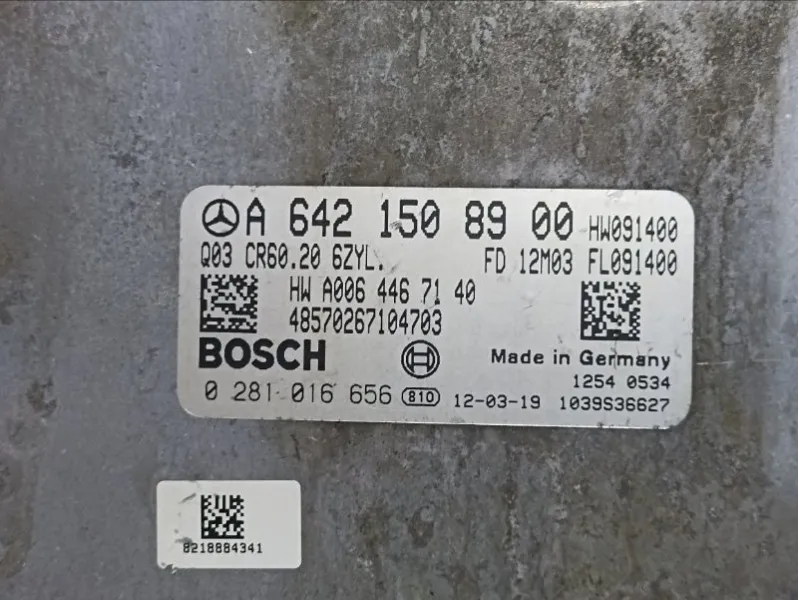 A 642 150 89 00 HW091400
Q03 CR60.20 6ZYL. FD 12M03 FL091400
HW A006 446 71 40
48570267104703
BOSCH
Made in Germany
1254 0534
0 281 016 656 810 12-03-19 1039S36627
8218884341